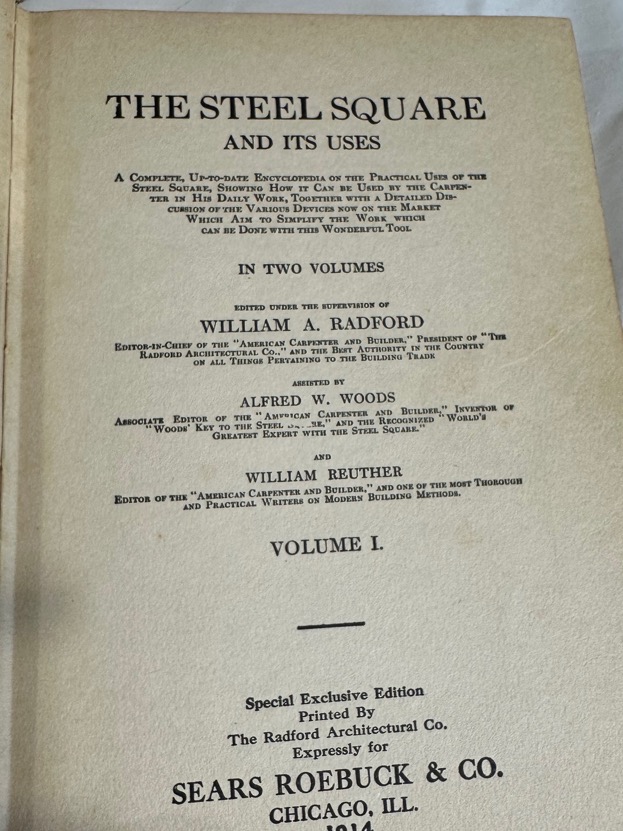 THE STEEL SQUARE
AND ITS USES
A Complete, Up-to-date Encyclopedia on the Practical Uses of the
Steel Square, Showing How It Can be Used by the Carpen-
ter in His Daily Work, Together with a Detailed Dis-
cussion of the Various Devices now on the Market
Which Aim to Simplify the Work which
can be Done with this Wonderful Tool
IN TWO VOLUMES
EDITED UNDER THE SUPERVISION OF
WILLIAM A. RADFORD
Editor-in-Chief of the "American Carpenter and Builder," President of "The
Radford Architectural Co.," and the Best Authority in the Country
on all Things Pertaining to the Building Trade
ASSISTED BY
ALFRED W. WOODS
Associate Editor of the "American Carpenter and Builder," Inventor of
"Woods' Key to the Steel and the Recognized "World's
Greatest Expert with the Steel Square."
AND
WILLIAM REUTHER
Editor of the "American Carpenter and Builder," and one of the most Thorough
and Practical Writers on Modern Building Methods.
VOLUME I.
Special Exclusive Edition
Printed By
The Radford Architectural Co.
Expressly for
SEARS ROEBUCK & CO.
CHICAGO, ILL.
1914